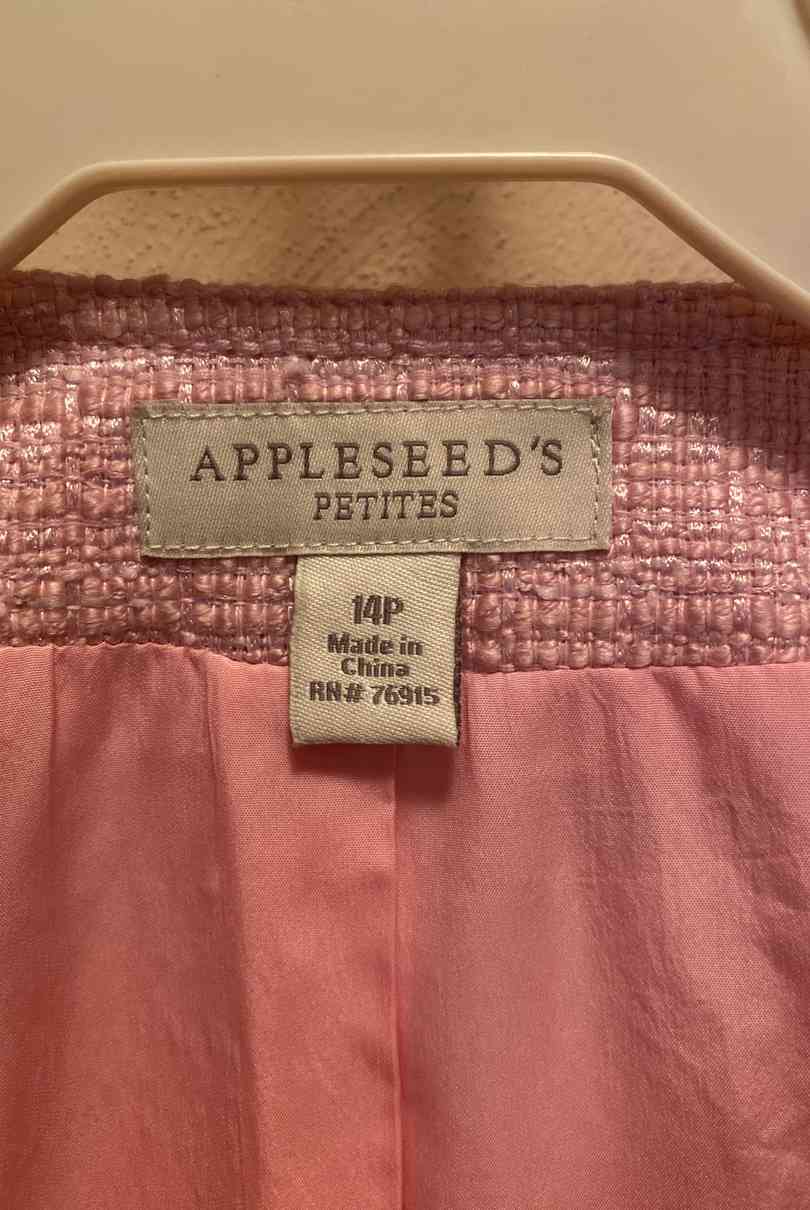 APPLESEED'S
PETITES
14P
Made in
China
RN# 76915